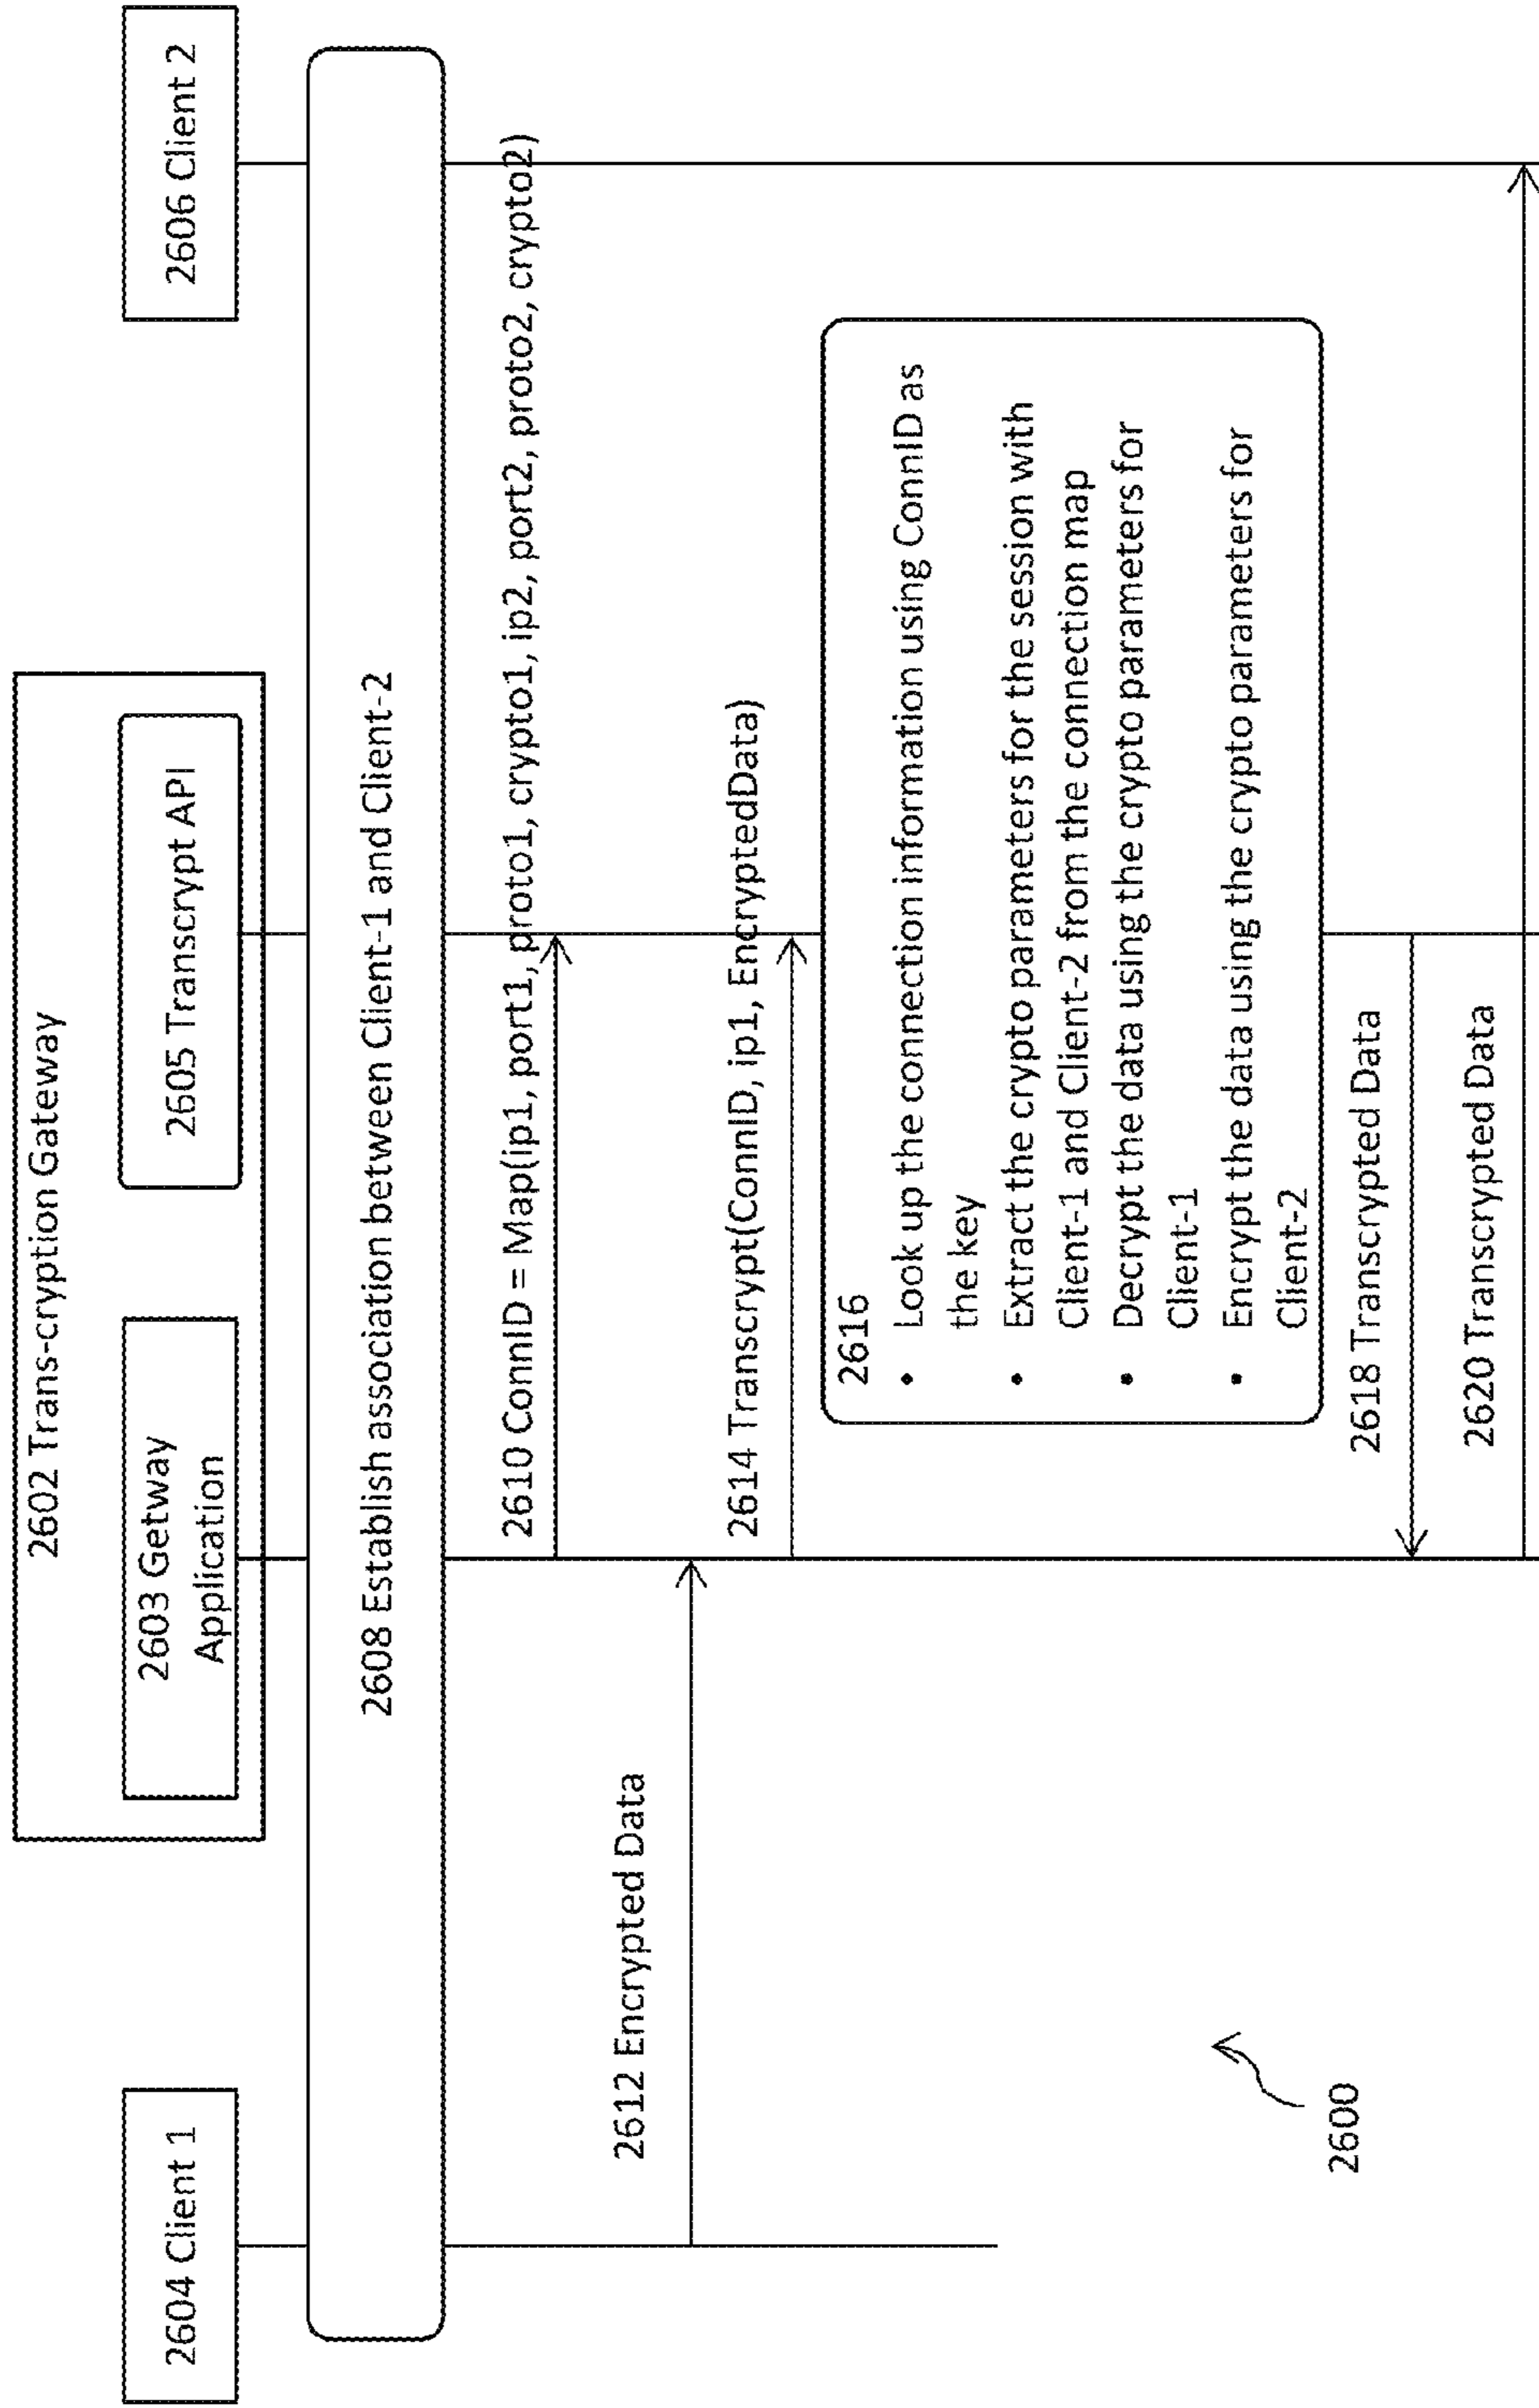 2602 Trans-cryption Gateway
2604 Client 1
2603 Getway
Application
2605 Transcrypt API
2606 Client 2
2608 Establish association between Client-1 and Client-2
2610 ConnID = Map(ip1, port1, proto1, crypto1, ip2, port2, proto2, crypto2)
2612 Encrypted Data
2614 Transcrypt(ConnID, ip1, EncryptedData)
2616
• Look up the connection information using ConnID as
the key
• Extract the crypto parameters for the session with
Client-1 and Client-2 from the connection map
• Decrypt the data using the crypto parameters for
Client-1
• Encrypt the data using the crypto parameters for
Client-2
2618 Transcrypted Data
2620 Transcrypted Data
2600